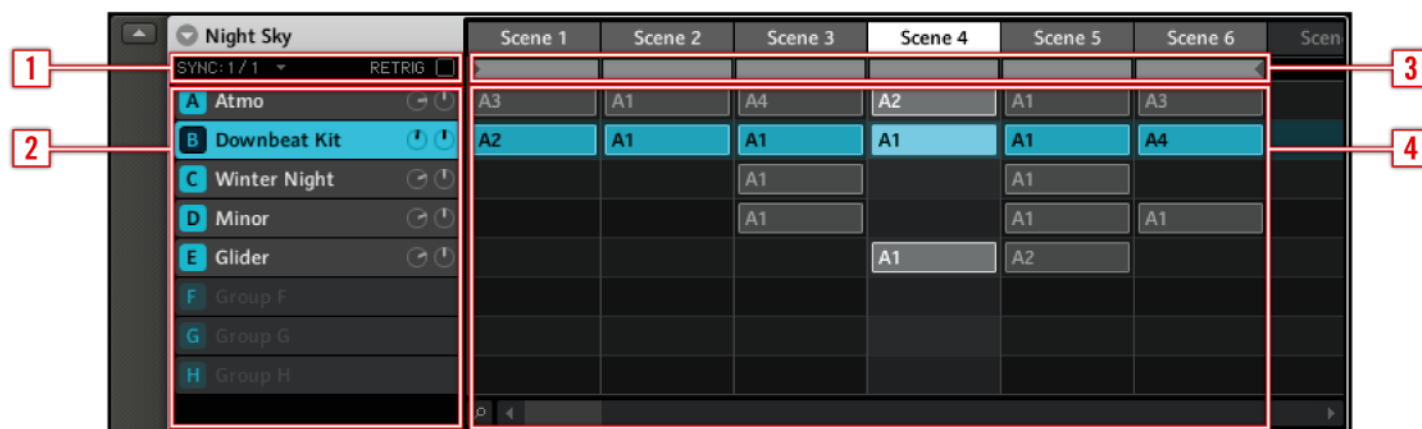 Night Sky Scene 1 Scene 2 Scene 3 Scene 4 Scene 5 Scene 6 Scen
1 SYNC: 1 / 1 RETRIG 3
A Atmo A3 A1 A4 A2 A1 A3
2 B Downbeat Kit A2 A1 A1 A1 A1 A4 4
C Winter Night A1 A1
D Minor A1 A1 A1
E Glider A1 A2
F Group F
G Group G
H Group H